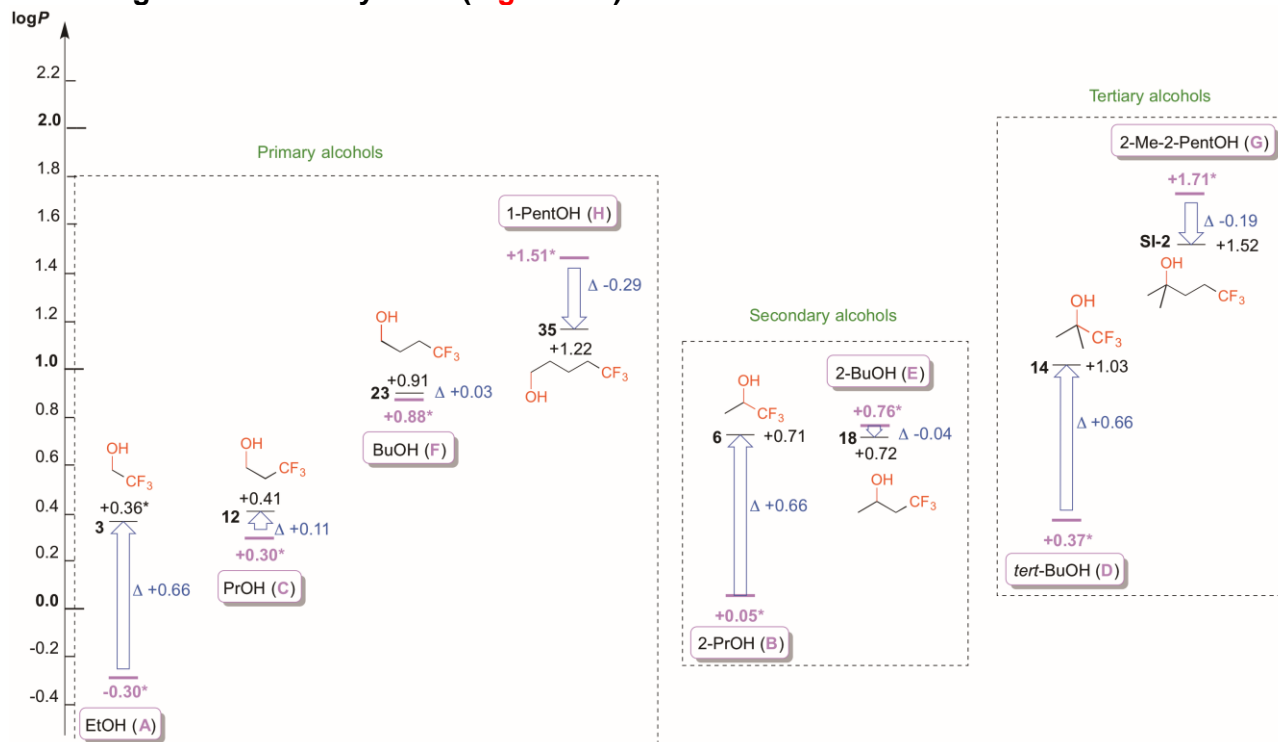 logP
2.2
2.0
1.8
1.6
1.4
1.2
1.0
0.8
0.6
0.4
0.2
0.0
-0.2
-0.4
Primary alcohols
OH
CF3
+0.36*
3
Δ +0.66
-0.30*
EtOH (A)
OH
CF3
+0.41
12
Δ +0.11
+0.30*
PrOH (C)
OH
CF3
+0.91
23
Δ +0.03
+0.88*
BuOH (F)
1-PentOH (H)
+1.51*
Δ -0.29
35
+1.22
CF3
OH
Secondary alcohols
OH
CF3
6
+0.71
Δ +0.66
+0.05*
2-PrOH (B)
2-BuOH (E)
+0.76*
18
Δ -0.04
+0.72
OH
CF3
Tertiary alcohols
OH
CF3
14
+1.03
Δ +0.66
+0.37*
tert-BuOH (D)
2-Me-2-PentOH (G)
+1.71*
Δ -0.19
SI-2
+1.52
OH
CF3